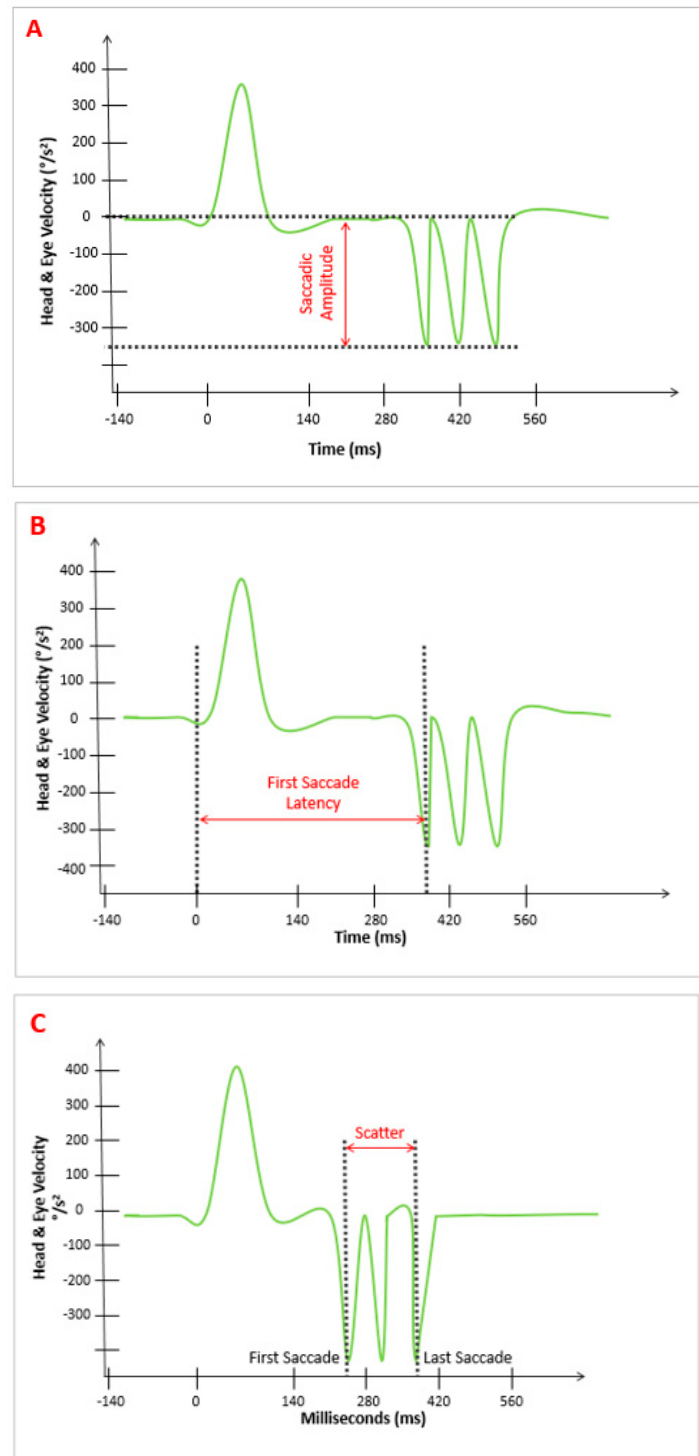 A
400
300
200
100
0
-100
-200
-300
Head & Eye Velocity (°/s²)
Saccadic
Amplitude
-140 0 140 280 420 560
Time (ms)
B
400
300
200
100
0
-100
-200
-300
-400
Head & Eye Velocity (°/s²)
First Saccade
Latency
-140 0 140 280 420 560
Time (ms)
C
400
300
200
100
0
-100
-200
-300
Head & Eye Velocity
°/s²
Scatter
First Saccade Last Saccade
-140 0 140 280 420 560
Milliseconds (ms)